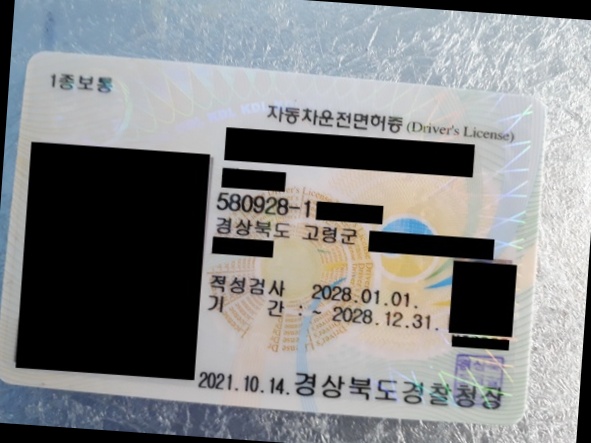 1종보통
자동차운전면허증 (Driver's License)
580928-1
경상북도 고령군
적성검사 2028.01.01.
기 간 : ~ 2028.12.31.
2021.10.14. 경상북도경찰청장